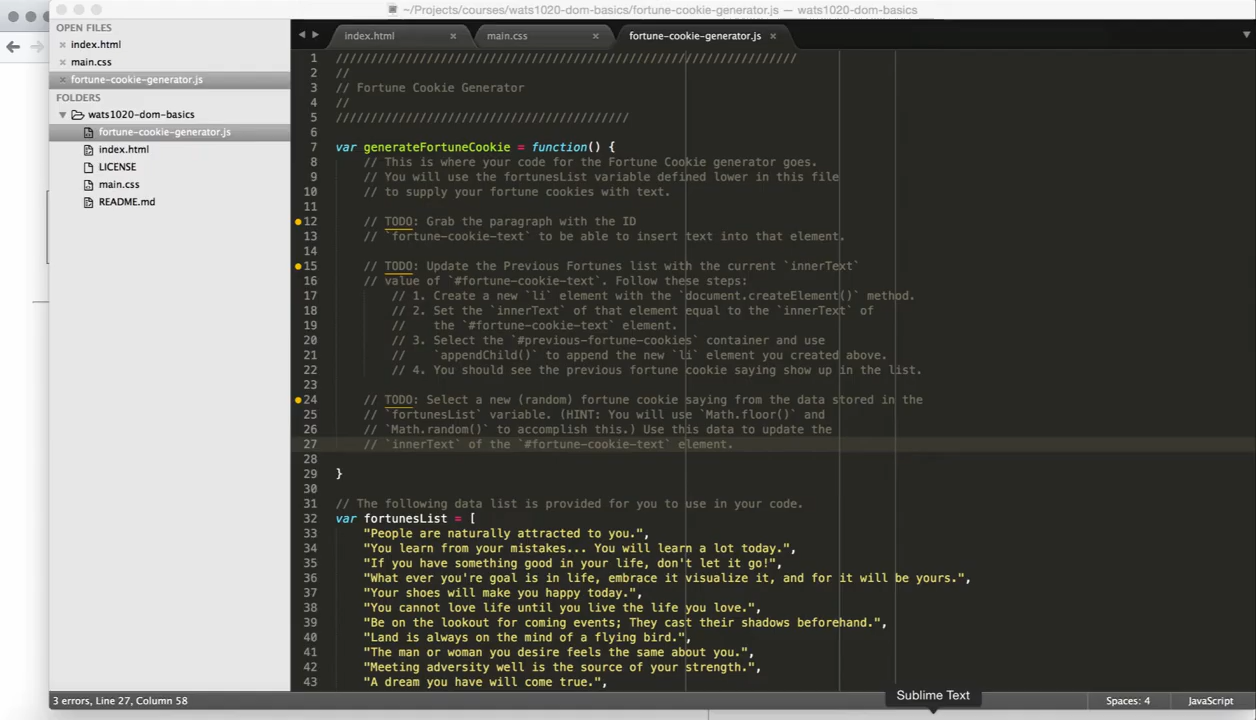 ~/Projects/courses/wats1020-dom-basics/fortune-cookie-generator.js — wats1020-dom-basics
OPEN FILES
index.html
main.css
fortune-cookie-generator.js
FOLDERS
wats1020-dom-basics
fortune-cookie-generator.js
index.html
LICENSE
main.css
README.md
index.html
main.css
fortune-cookie-generator.js
1 //////////////////////////////////////////////////////////////////
2 //
3 // Fortune Cookie Generator
4 //
5 //////////////////////////////////////////
6
7 var generateFortuneCookie = function() {
8 // This is where your code for the Fortune Cookie generator goes.
9 // You will use the fortunesList variable defined lower in this file
10 // to supply your fortune cookies with text.
11
12 // TODO: Grab the paragraph with the ID
13 // `fortune-cookie-text` to be able to insert text into that element.
14
15 // TODO: Update the Previous Fortunes list with the current `innerText`
16 // value of `#fortune-cookie-text`. Follow these steps:
17 // 1. Create a new `li` element with the `document.createElement()` method.
18 // 2. Set the `innerText` of that element equal to the `innerText` of
19 // the `#fortune-cookie-text` element.
20 // 3. Select the `#previous-fortune-cookies` container and use
21 // `appendChild()` to append the new `li` element you created above.
22 // 4. You should see the previous fortune cookie saying show up in the list.
23
24 // TODO: Select a new (random) fortune cookie saying from the data stored in the
25 // `fortunesList` variable. (HINT: You will use `Math.floor()` and
26 // `Math.random()` to accomplish this.) Use this data to update the
27 // `innerText` of the `#fortune-cookie-text` element.
28
29 }
30
31 // The following data list is provided for you to use in your code.
32 var fortunesList = [
33 "People are naturally attracted to you.",
34 "You learn from your mistakes... You will learn a lot today.",
35 "If you have something good in your life, don't let it go!",
36 "What ever you're goal is in life, embrace it visualize it, and for it will be yours.",
37 "Your shoes will make you happy today.",
38 "You cannot love life until you live the life you love.",
39 "Be on the lookout for coming events; They cast their shadows beforehand.",
40 "Land is always on the mind of a flying bird.",
41 "The man or woman you desire feels the same about you.",
42 "Meeting adversity well is the source of your strength.",
43 "A dream you have will come true.",
Sublime Text
3 errors, Line 27, Column 58
Spaces: 4
JavaScript